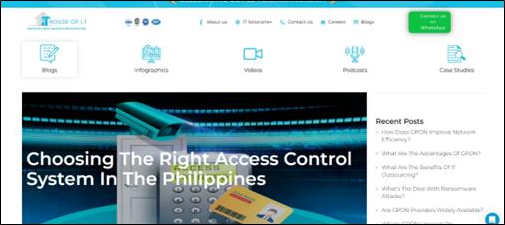 HOUSE OF I.T
About us
IT Solutions+
Contact Us
Careers
Blogs
Contact us
on
WhatsApp
Blogs
Infographics
Videos
Podcasts
Case Studies
Choosing The Right Access Control
System In The Philippines
ACCESS
Recent Posts
How Does GPON Improve Network
Efficiency?
What Are The Advantages Of GPON?
What Are The Benefits Of IT
Outsourcing?
What's The Deal With Ransomware
Attacks?
Are GPON Providers Widely Available?